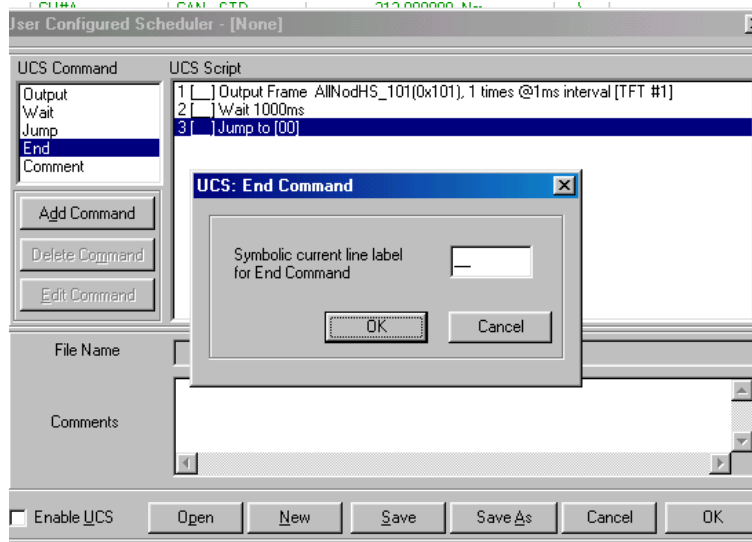 User Configured Scheduler - [None]
UCS Command
UCS Script
Output
Wait
Jump
End
Comment
1 [__] Output Frame AllNodHS_101(0x101), 1 times @1ms interval [TFT #1]
2 [__] Wait 1000ms
3 [__] Jump to [00]
Add Command
Delete Command
Edit Command
UCS: End Command
Symbolic current line label
for End Command
__
OK
Cancel
File Name
Comments
Enable UCS
Open
New
Save
Save As
Cancel
OK